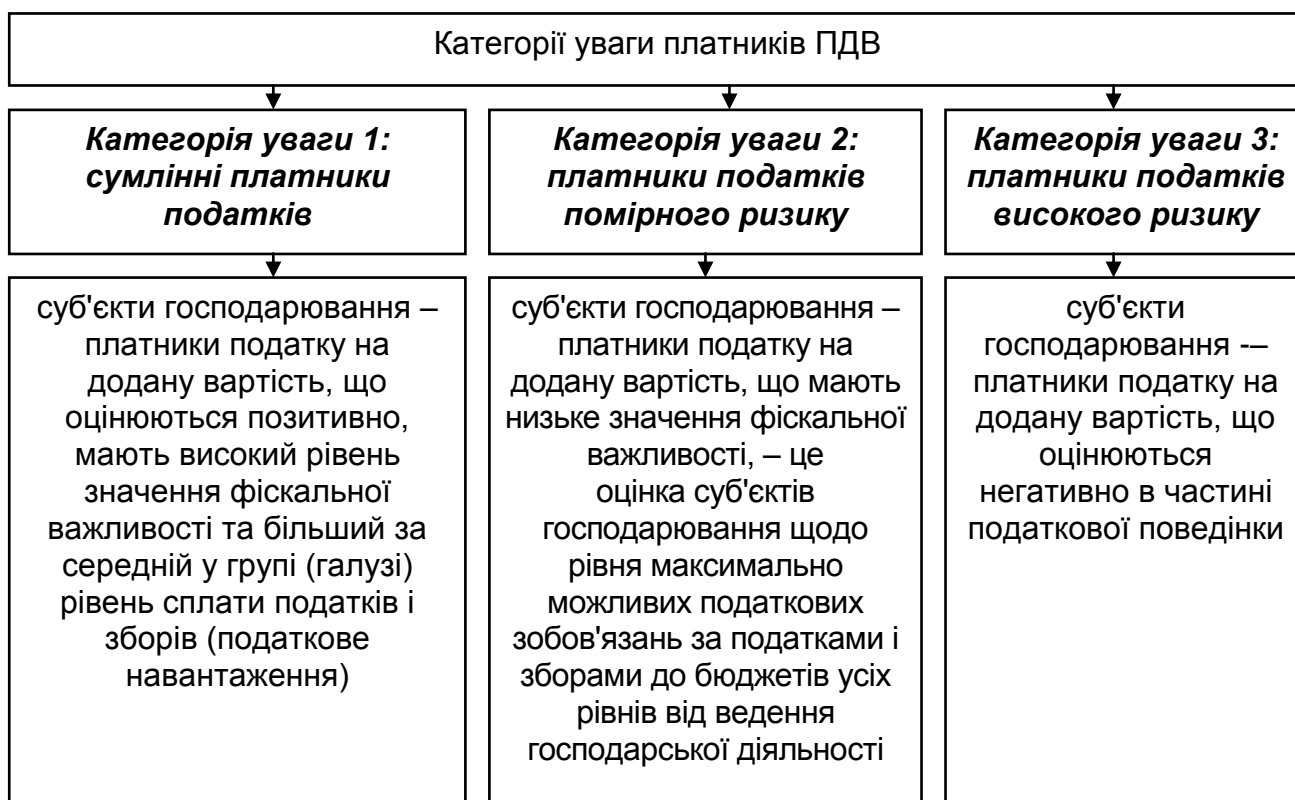 Категорії уваги платників ПДВ
Категорія уваги 1:
сумлінні платники
податків
Категорія уваги 2:
платники податків
помірного ризику
Категорія уваги 3:
платники податків
високого ризику
суб'єкти господарювання –
платники податку на
додану вартість, що
оцінюються позитивно,
мають високий рівень
значення фіскальної
важливості та більший за
середній у групі (галузі)
рівень сплати податків і
зборів (податкове
навантаження)
суб'єкти господарювання –
платники податку на
додану вартість, що мають
низьке значення фіскальної
важливості, – це
оцінка суб'єктів
господарювання щодо
рівня максимально
можливих податкових
зобов'язань за податками і
зборами до бюджетів усіх
рівнів від ведення
господарської діяльності
суб'єкти
господарювання -–
платники податку на
додану вартість, що
оцінюються
негативно в частині
податкової поведінки